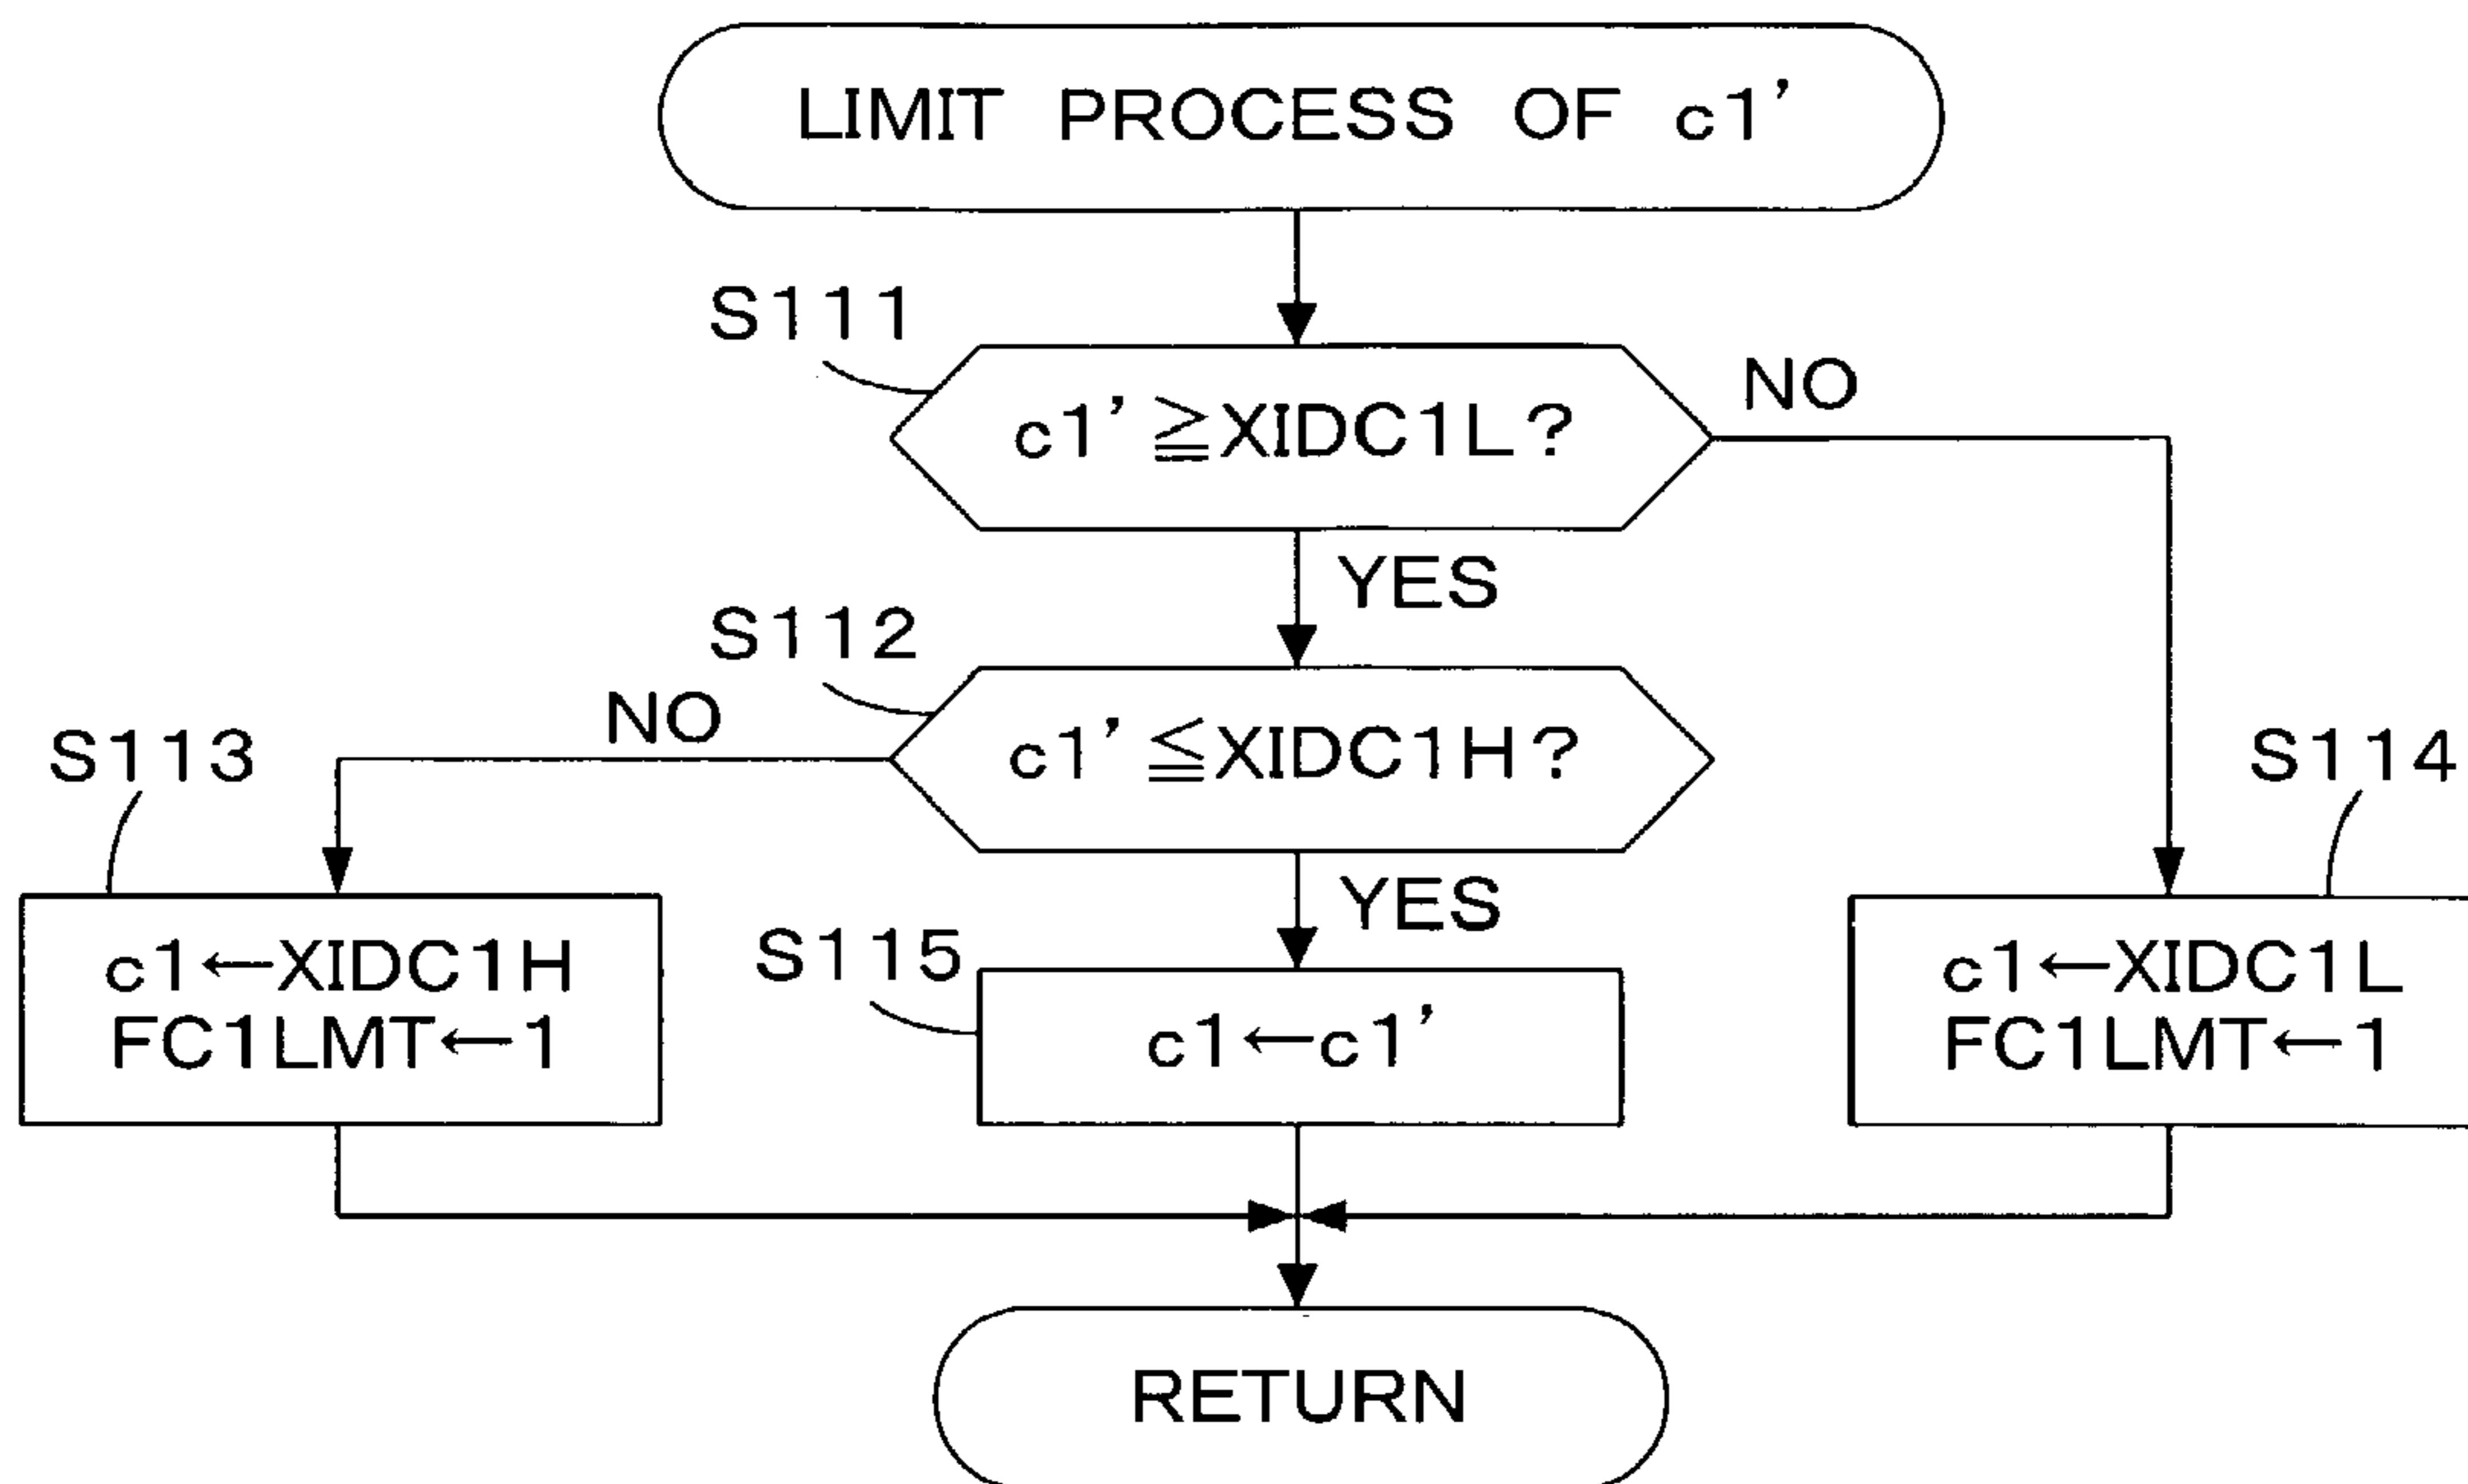 LIMIT PROCESS OF c1'
S111
c1'≧XIDC1L?
NO
YES
S112
c1'≦XIDC1H?
NO
S113
S114
YES
c1←XIDC1H
FC1LMT←1
S115
c1←c1'
c1←XIDC1L
FC1LMT←1
RETURN